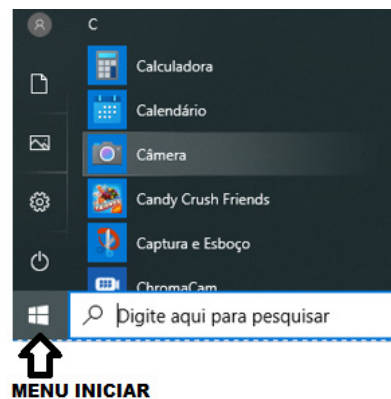 C
Calculadora
Calendário
Câmera
Candy Crush Friends
Captura e Esboço
ChromaCam
Digite aqui para pesquisar
MENU INICIAR